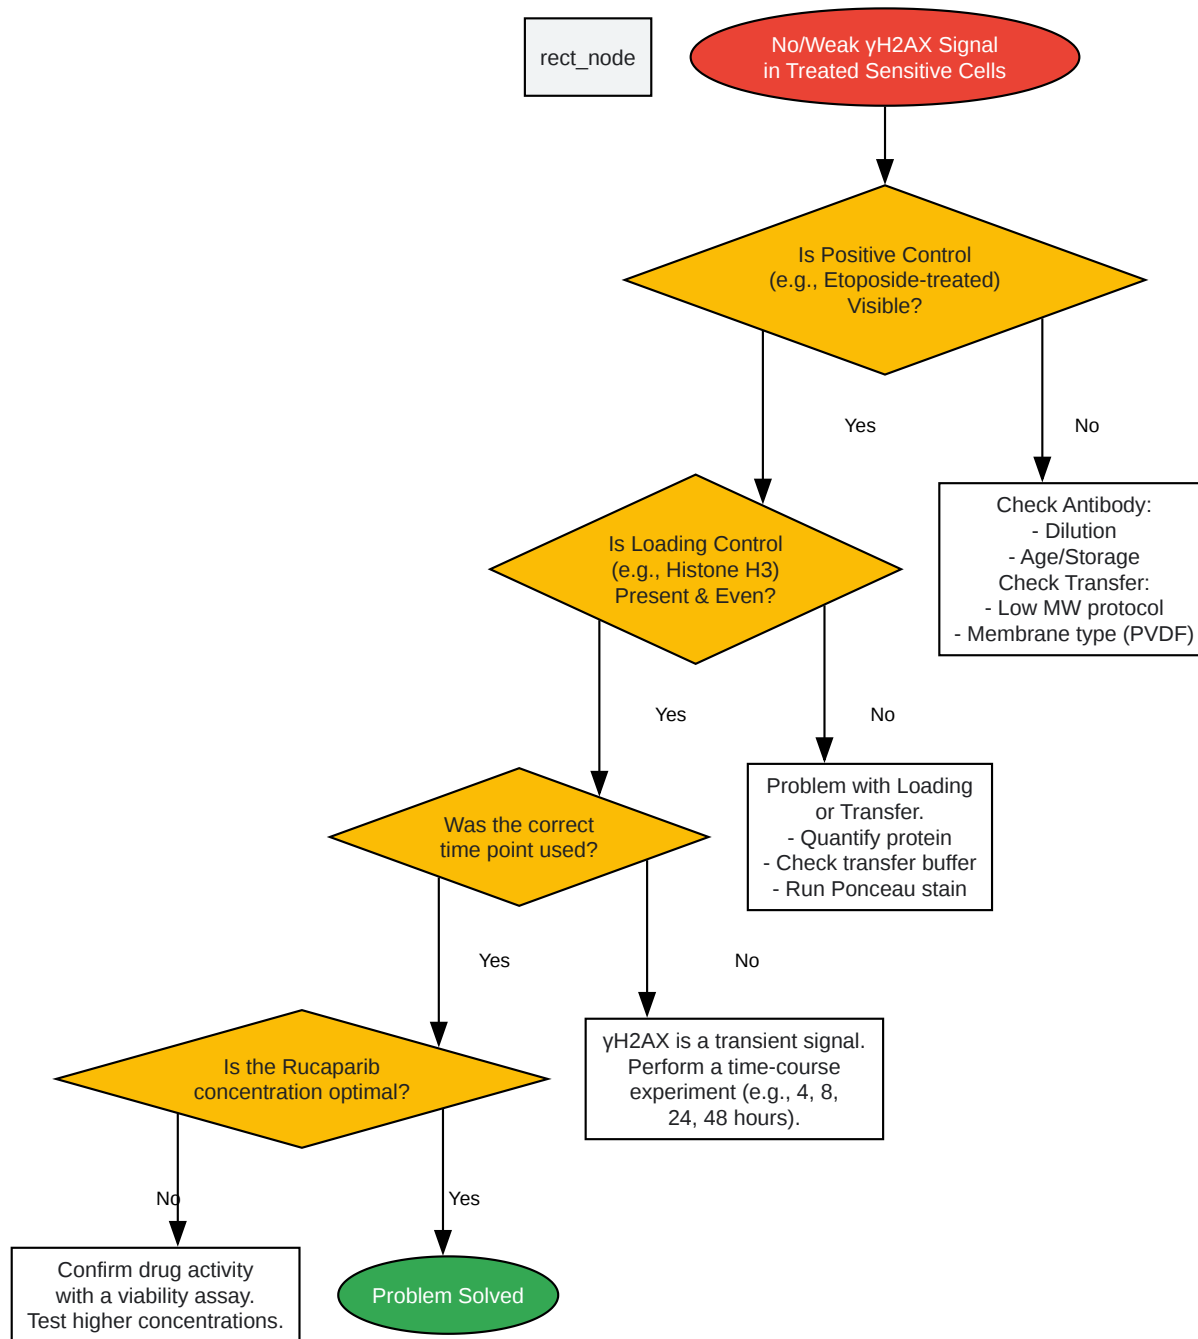 rect_node
No/Weak γH2AX Signal
in Treated Sensitive Cells
Is Positive Control
(e.g., Etoposide-treated)
Visible?
Yes
No
Check Antibody:
- Dilution
- Age/Storage
Check Transfer:
- Low MW protocol
- Membrane type (PVDF)
Is Loading Control
(e.g., Histone H3)
Present & Even?
Yes
No
Problem with Loading
or Transfer.
- Quantify protein
- Check transfer buffer
- Run Ponceau stain
Was the correct
time point used?
Yes
No
γH2AX is a transient signal.
Perform a time-course
experiment (e.g., 4, 8,
24, 48 hours).
Is the Rucaparib
concentration optimal?
No
Yes
Confirm drug activity
with a viability assay.
Test higher concentrations.
Problem Solved